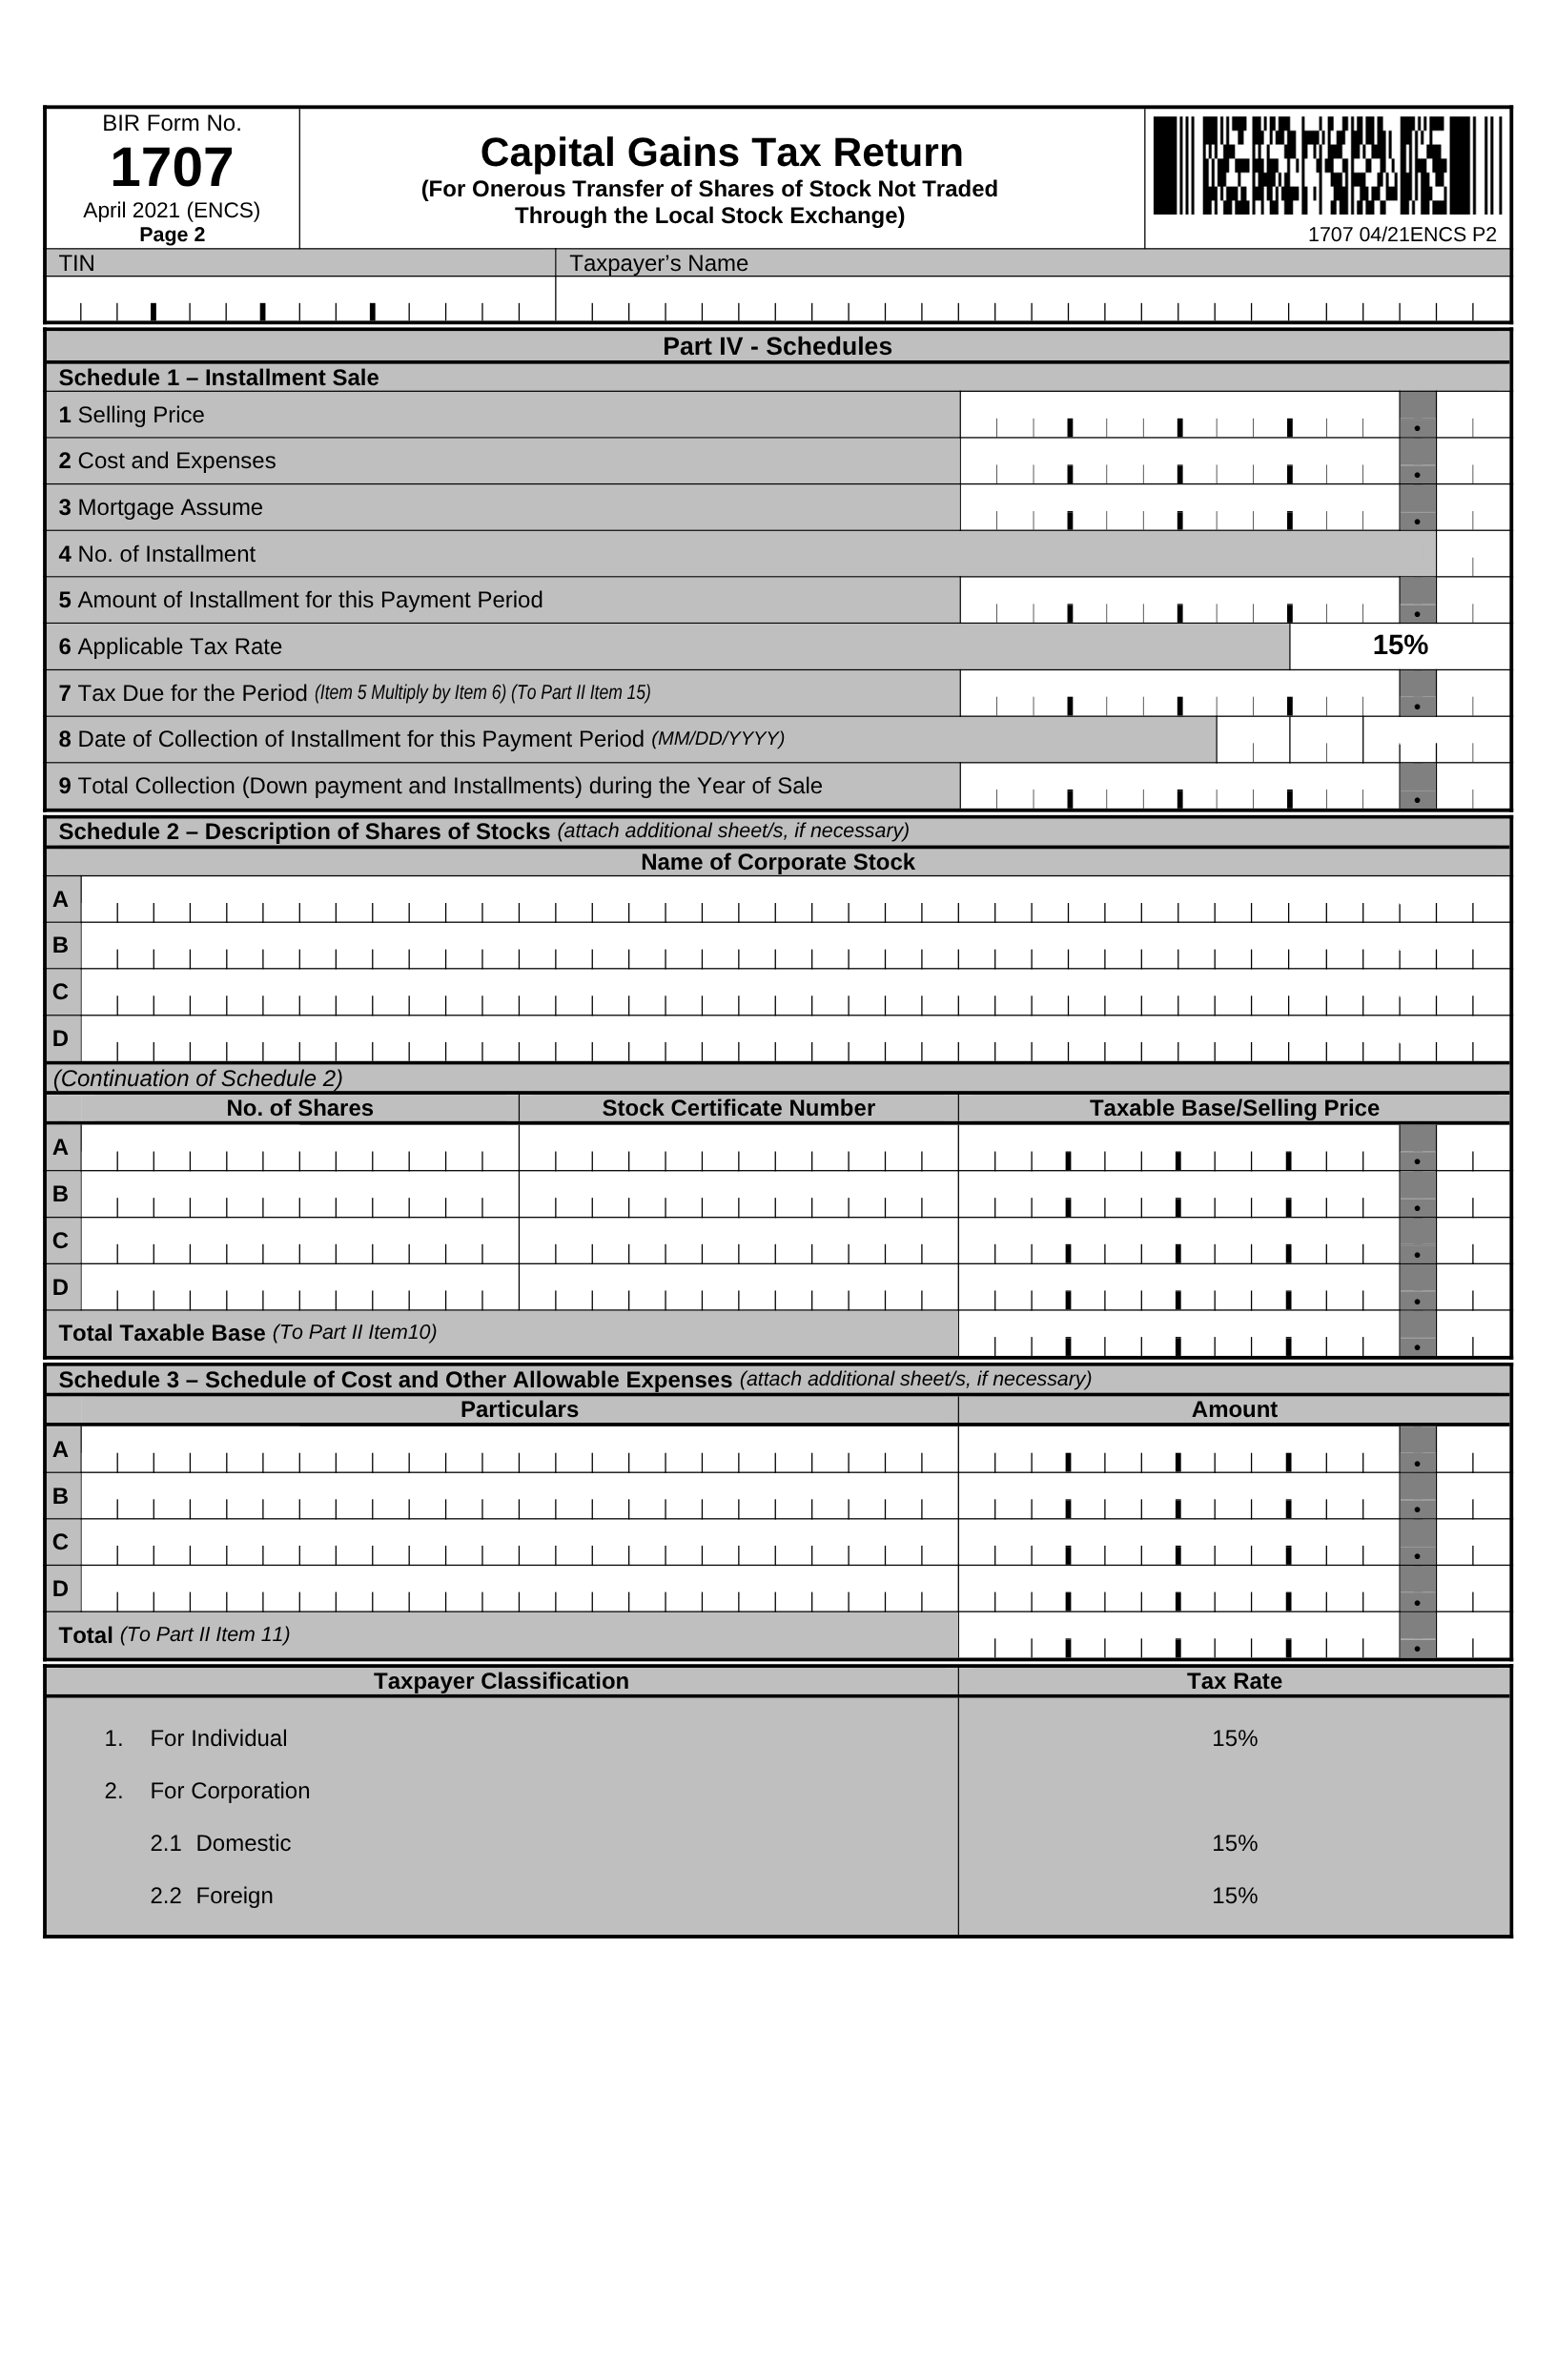 BIR Form No.
1707
April 2021 (ENCS)
Page 2
Capital Gains Tax Return
(For Onerous Transfer of Shares of Stock Not Traded
Through the Local Stock Exchange)
1707 04/21ENCS P2
TIN
Taxpayer’s Name
Part IV - Schedules
Schedule 1 – Installment Sale
1 Selling Price
2 Cost and Expenses
3 Mortgage Assume
4 No. of Installment
5 Amount of Installment for this Payment Period
6 Applicable Tax Rate 15%
7 Tax Due for the Period (Item 5 Multiply by Item 6) (To Part II Item 15)
8 Date of Collection of Installment for this Payment Period (MM/DD/YYYY)
9 Total Collection (Down payment and Installments) during the Year of Sale
Schedule 2 – Description of Shares of Stocks (attach additional sheet/s, if necessary)
Name of Corporate Stock
A
B
C
D
(Continuation of Schedule 2)
No. of Shares Stock Certificate Number Taxable Base/Selling Price
A
B
C
D
Total Taxable Base (To Part II Item10)
Schedule 3 – Schedule of Cost and Other Allowable Expenses (attach additional sheet/s, if necessary)
Particulars Amount
A
B
C
D
Total (To Part II Item 11)
Taxpayer Classification Tax Rate
1. For Individual 15%
2. For Corporation
2.1 Domestic 15%
2.2 Foreign 15%